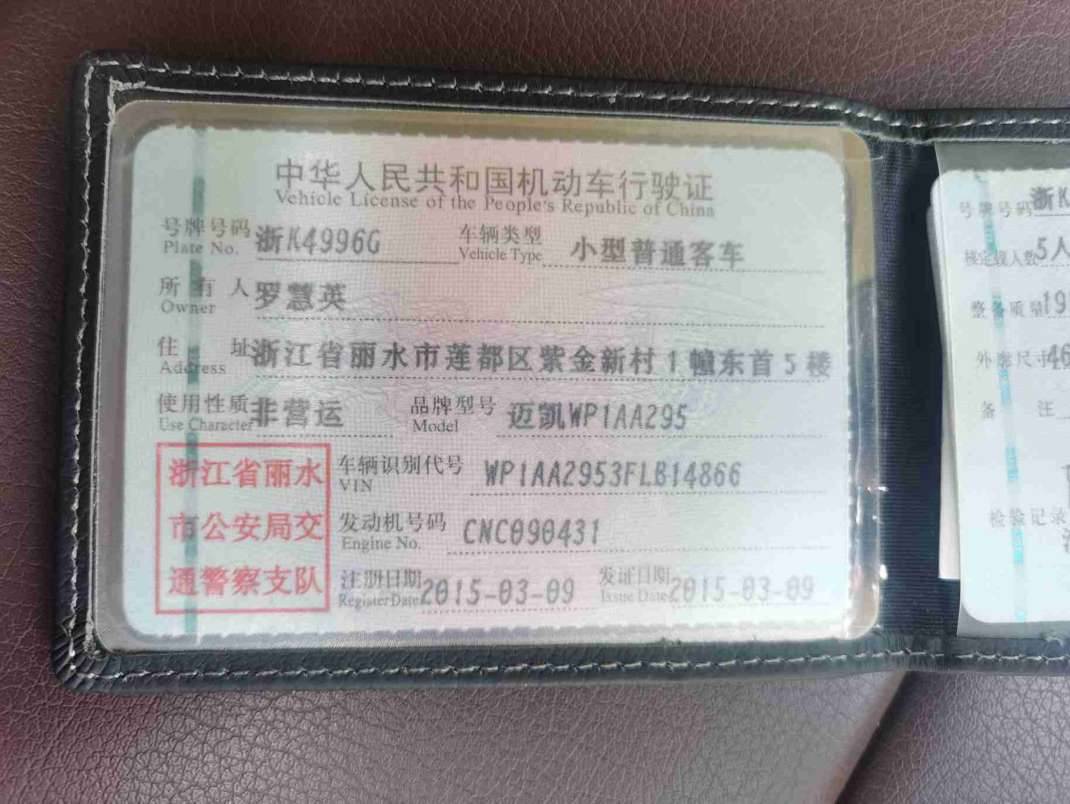 中华人民共和国机动车行驶证
Vehicle License of the People's Republic of China
号牌号码 浙K4996G 车辆类型 小型普通客车
Plate No. Vehicle Type
所有人 罗慧英
Owner
住址 浙江省丽水市莲都区紫金新村1幢东首5楼
Address
使用性质 非营运 品牌型号 迈凯WP1AA295
Use Character Model
浙江省丽水
市公安局交
通警察支队
车辆识别代号 WP1AA2953FLB14866
VIN
发动机号码 CNC090431
Engine No.
注册日期 2015-03-09 发证日期 2015-03-09
Register Date Issue Date
号牌号码 浙K
核定载人数 5人
整备质量 19
外廓尺寸 46
备注
检验记录